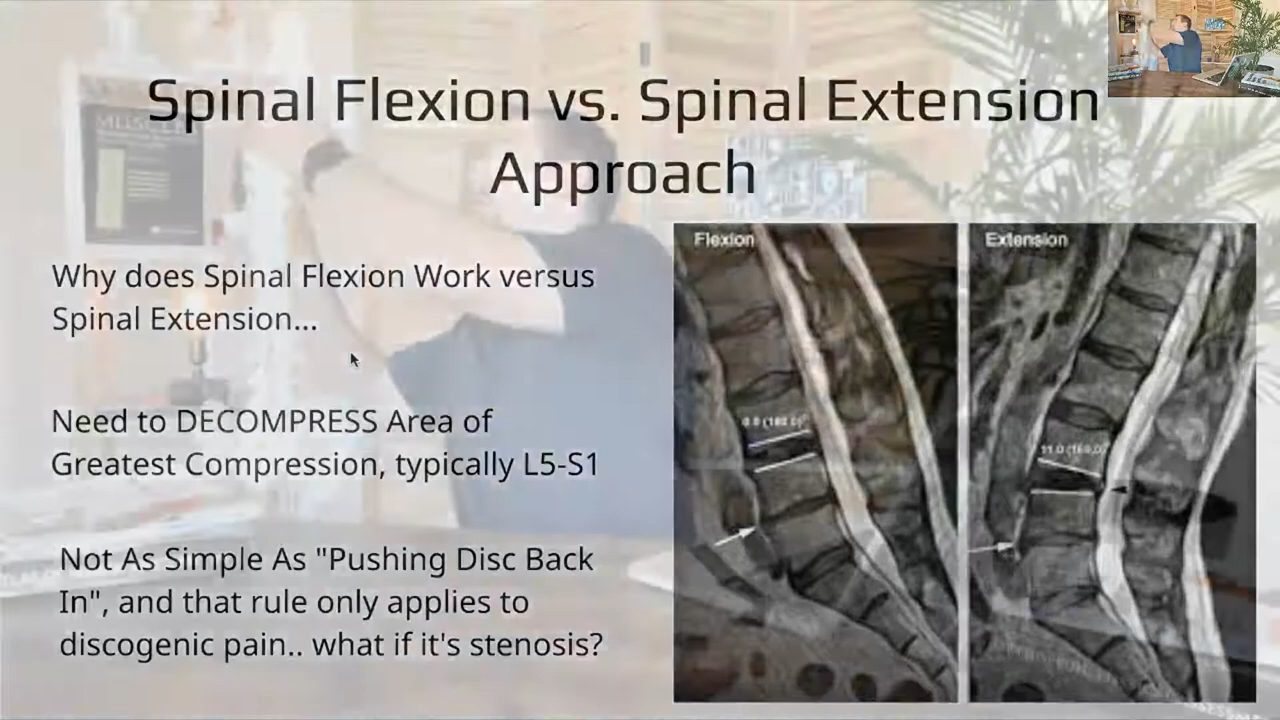 Spinal Flexion vs. Spinal Extension
Approach
MUSCLE
Why does Spinal Flexion Work versus
Spinal Extension...
Need to DECOMPRESS Area of
Greatest Compression, typically L5-S1
Not As Simple As "Pushing Disc Back
In", and that rule only applies to
discogenic pain.. what if it's stenosis?
Flexion
Extension